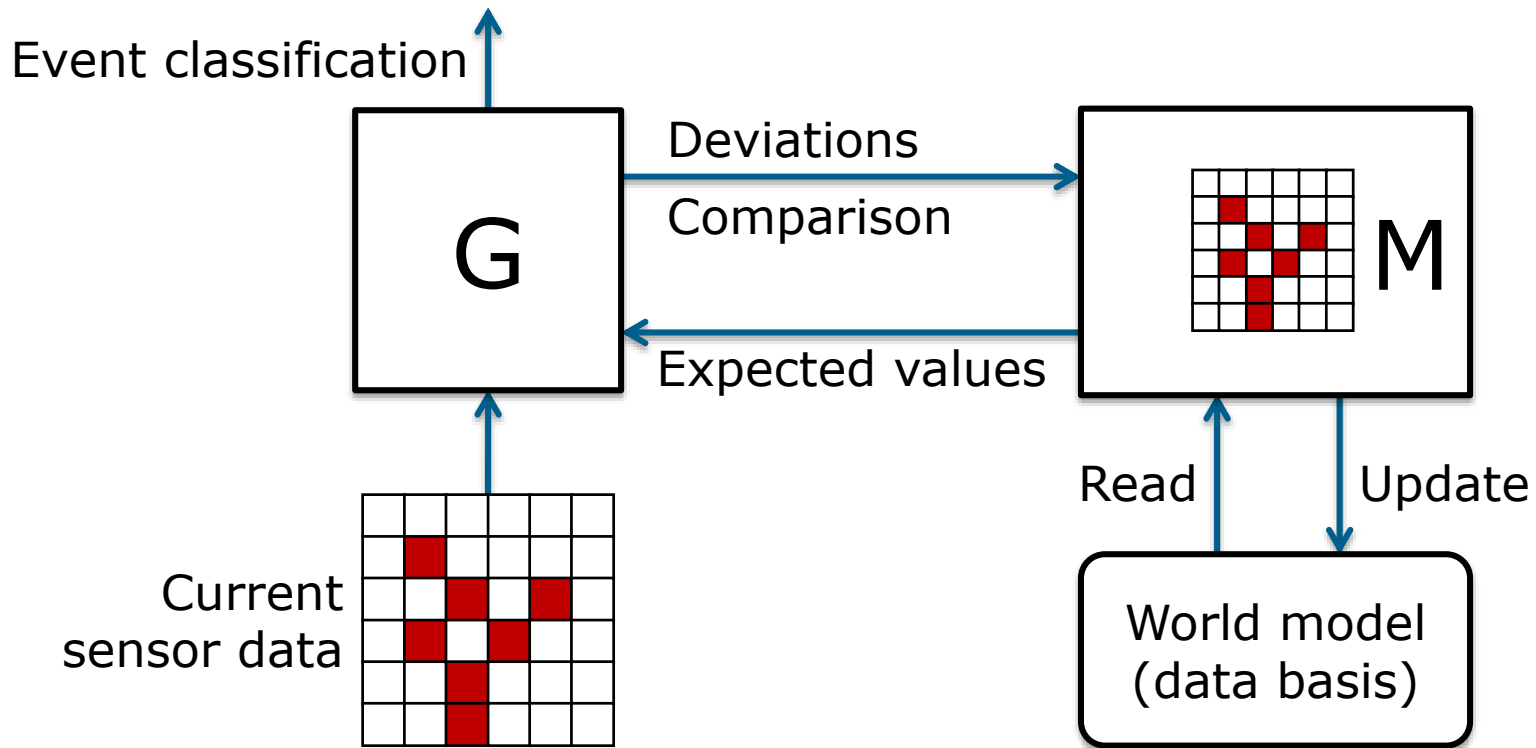 Event classification
Deviations
Comparison
G
M
Expected values
Read
Update
Current
sensor data
World model
(data basis)